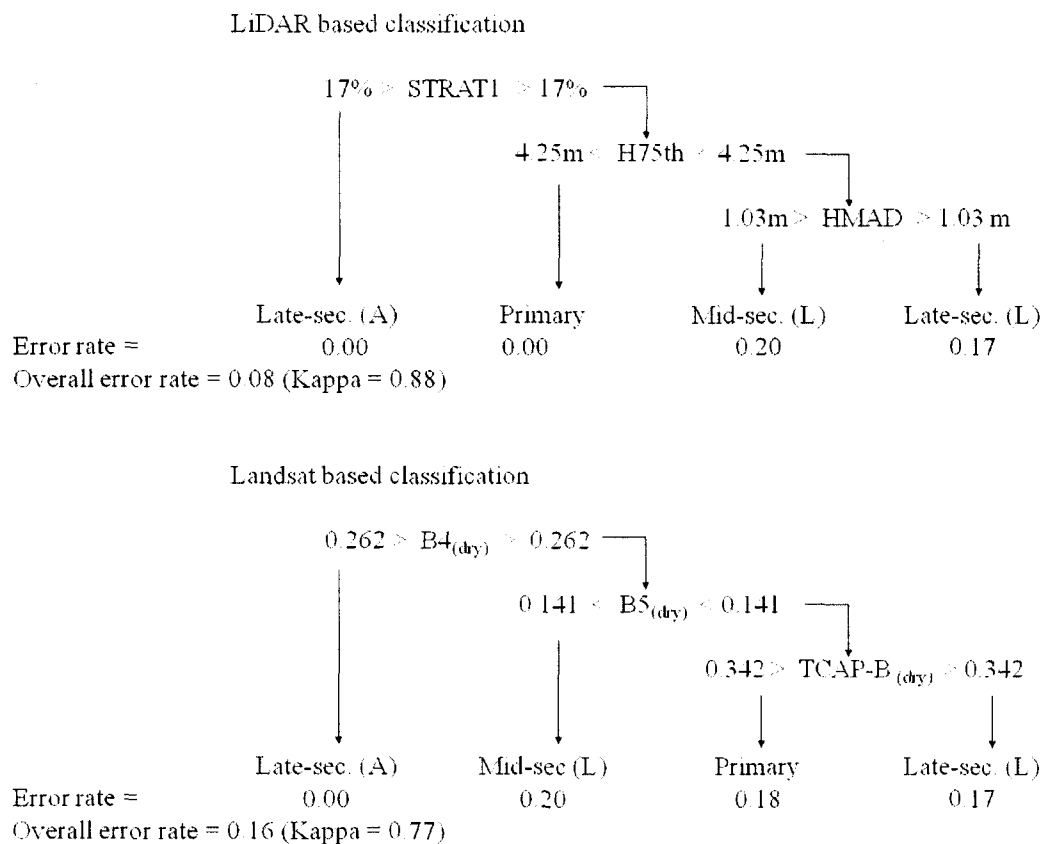 LiDAR based classification
17% > STRAT1 > 17%
4.25m < H75th < 4.25m
1.03m > HMAD > 1.03 m
Late-sec. (A) Primary Mid-sec. (L) Late-sec. (L)
Error rate = 0.00 0.00 0.20 0.17
Overall error rate = 0.08 (Kappa = 0.88)
Landsat based classification
0.262 > B4(dry) > 0.262
0.141 < B5(dry) < 0.141
0.342 > TCAP-B (dry) > 0.342
Late-sec. (A) Mid-sec (L) Primary Late-sec. (L)
Error rate = 0.00 0.20 0.18 0.17
Overall error rate = 0.16 (Kappa = 0.77)